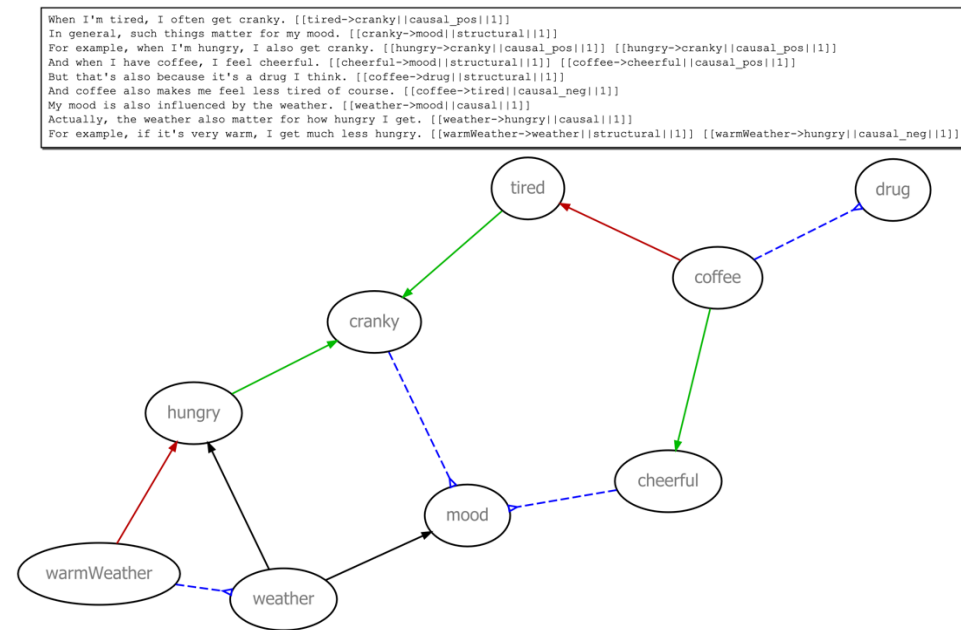 When I'm tired, I often get cranky. [[tired->cranky||causal_pos||1]]
In general, such things matter for my mood. [[cranky->mood||structural||1]]
For example, when I'm hungry, I also get cranky. [[hungry->cranky||causal_pos||1]] [[hungry->cranky||causal_pos||1]]
And when I have coffee, I feel cheerful. [[cheerful->mood||structural||1]] [[coffee->cheerful||causal_pos||1]]
But that's also because it's a drug I think. [[coffee->drug||structural||1]]
And coffee also makes me feel less tired of course. [[coffee->tired||causal_neg||1]]
My mood is also influenced by the weather. [[weather->mood||causal||1]]
Actually, the weather also matter for how hungry I get. [[weather->hungry||causal||1]]
For example, if it's very warm, I get much less hungry. [[warmWeather->weather||structural||1]] [[warmWeather->hungry||causal_neg||1]]
tired
drug
coffee
cranky
hungry
cheerful
mood
warmWeather
weather